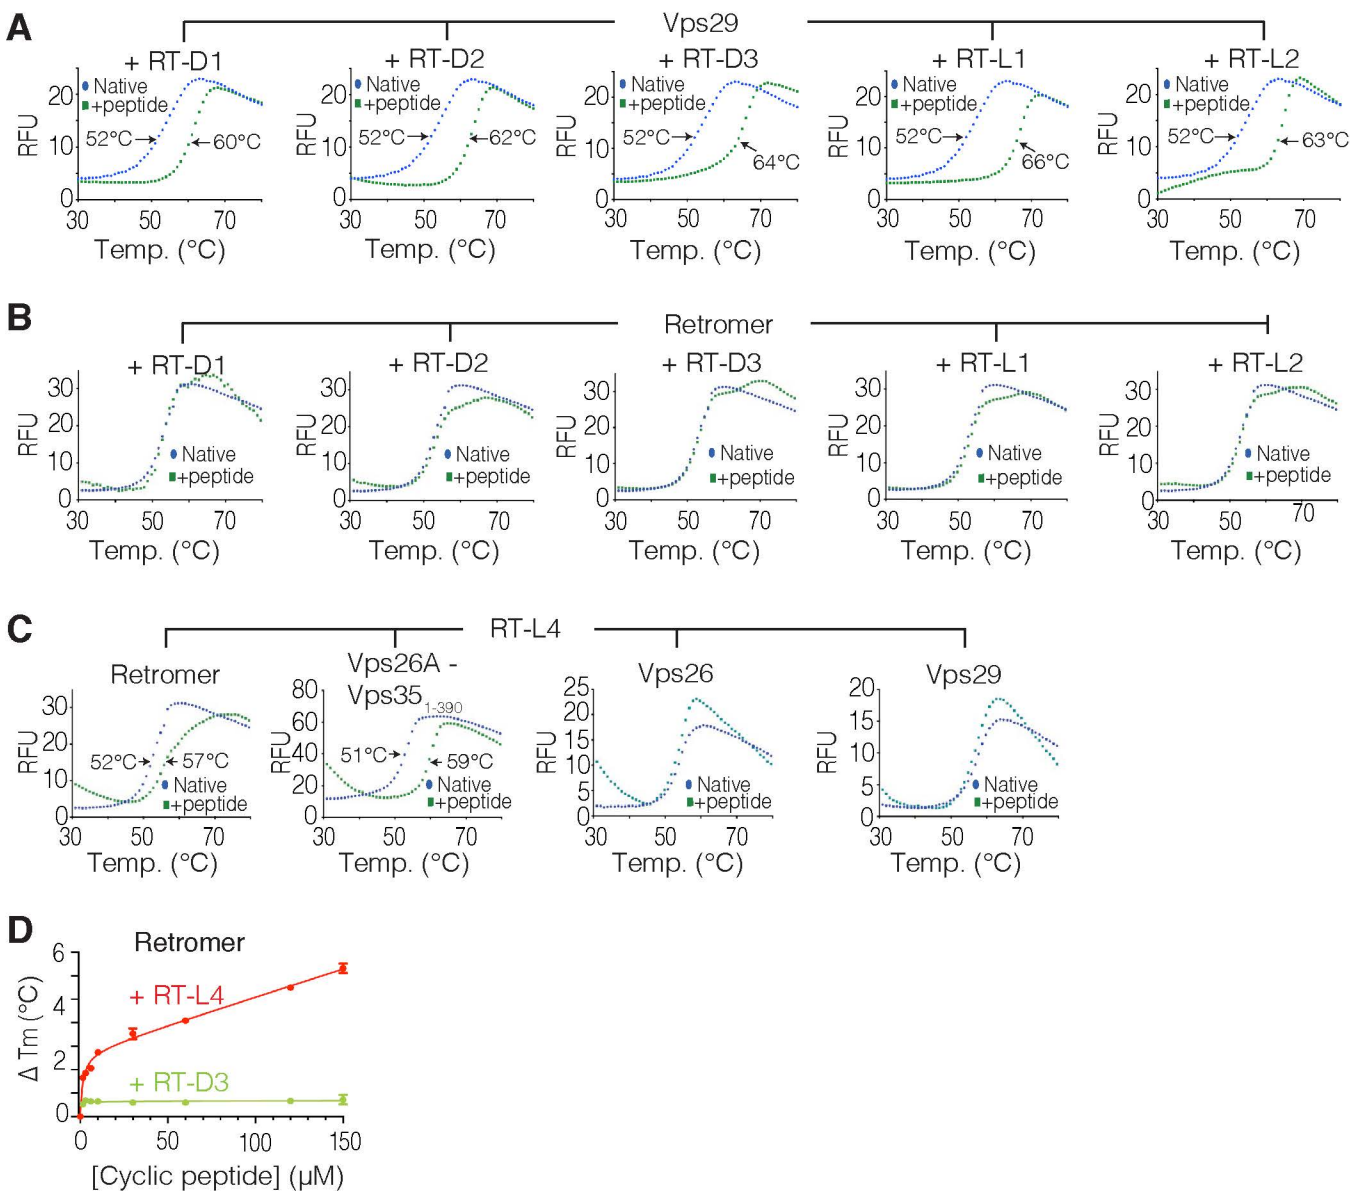 A
Vps29
+ RT-D1
+ RT-D2
+ RT-D3
+ RT-L1
+ RT-L2
RFU
20
10
0
Native
+peptide
52°C
60°C
30
50
70
Temp. (°C)
RFU
20
10
0
Native
+peptide
52°C
62°C
30
50
70
Temp. (°C)
RFU
20
10
0
Native
+peptide
52°C
64°C
30
50
70
Temp. (°C)
RFU
20
10
0
Native
+peptide
52°C
66°C
30
50
70
Temp. (°C)
RFU
20
10
0
Native
+peptide
52°C
63°C
30
50
70
Temp. (°C)
B
Retromer
+ RT-D1
+ RT-D2
+ RT-D3
+ RT-L1
+ RT-L2
RFU
30
20
10
0
Native
+peptide
30
50
70
Temp. (°C)
RFU
30
20
10
0
Native
+peptide
30
50
70
Temp. (°C)
RFU
30
20
10
0
Native
+peptide
30
50
70
Temp. (°C)
RFU
30
20
10
0
Native
+peptide
30
50
70
Temp. (°C)
RFU
30
20
10
0
Native
+peptide
30
50
70
Temp. (°C)
C
RT-L4
Retromer
RFU
30
20
10
0
52°C
57°C
Native
+peptide
30
50
70
Temp. (°C)
Vps26A -
Vps35 1-390
RFU
80
60
40
20
0
51°C
59°C
Native
+peptide
30
50
70
Temp. (°C)
Vps26
RFU
25
20
15
10
5
0
Native
+peptide
30
50
70
Temp. (°C)
Vps29
RFU
20
15
10
5
0
Native
+peptide
30
50
70
Temp. (°C)
D
Retromer
Δ Tm (°C)
6
4
2
0
+ RT-L4
+ RT-D3
0
50
100
150
[Cyclic peptide] (µM)